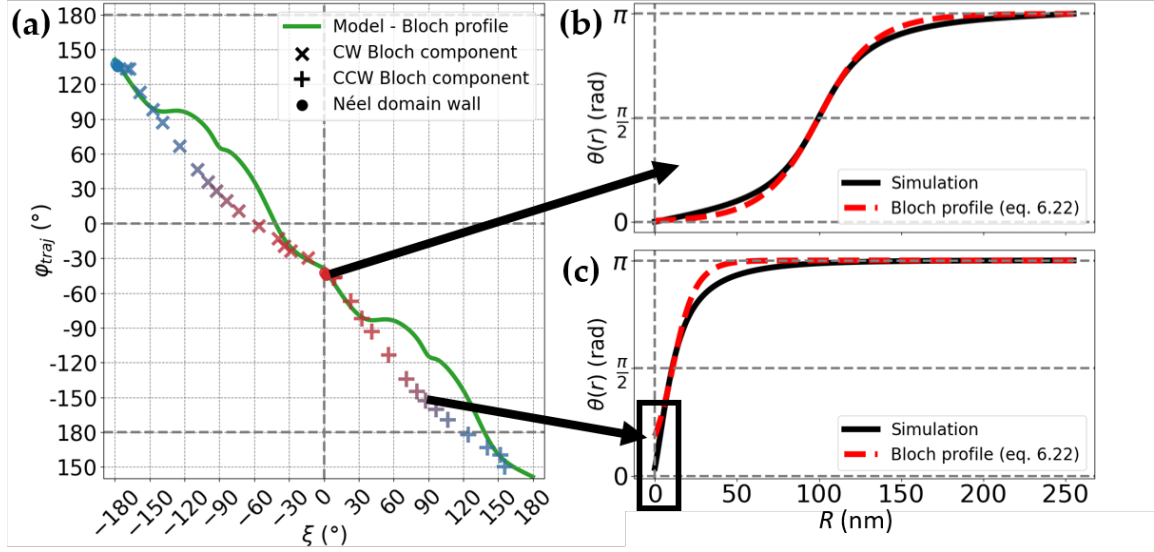 (a)
180
150
120
90
60
30
0
-30
-60
-90
-120
-150
180
150
φtraj (°)
Model - Bloch profile
CW Bloch component
CCW Bloch component
Néel domain wall
−180
−150
−120
−90
−60
−30
0
30
60
90
120
150
180
ξ (°)
(b)
π
π/2
0
θ(r) (rad)
Simulation
Bloch profile (eq. 6.22)
(c)
π
π/2
0
θ(r) (rad)
Simulation
Bloch profile (eq. 6.22)
0 50 100 150 200 250
R (nm)